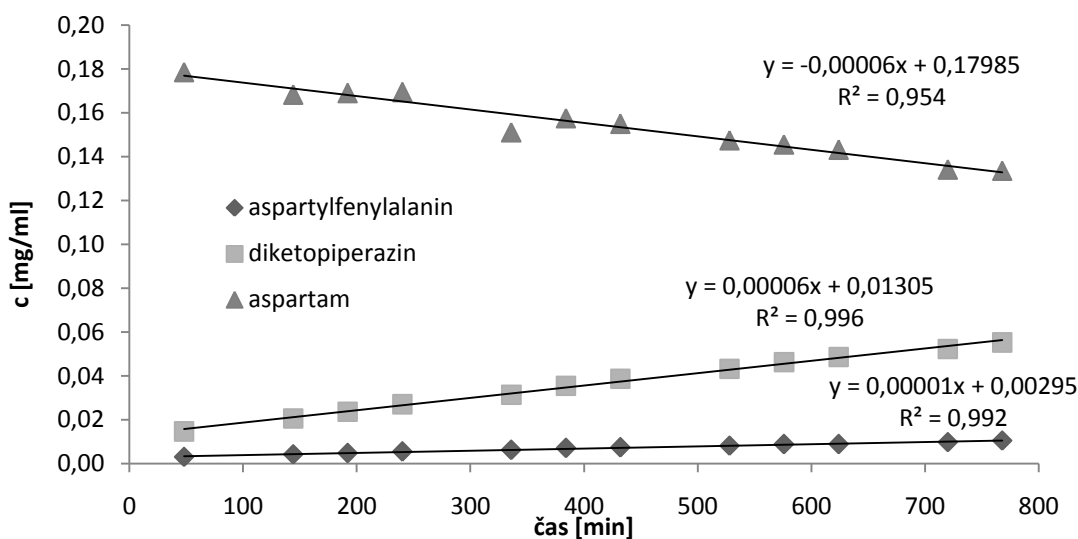 0,20
0,18
0,16
0,14
0,12
0,10
0,08
0,06
0,04
0,02
0,00
c [mg/ml]
y = -0,00006x + 0,17985
R² = 0,954
aspartylfenylalanin
diketopiperazin
aspartam
y = 0,00006x + 0,01305
R² = 0,996
y = 0,00001x + 0,00295
R² = 0,992
0 100 200 300 400 500 600 700 800
čas [min]